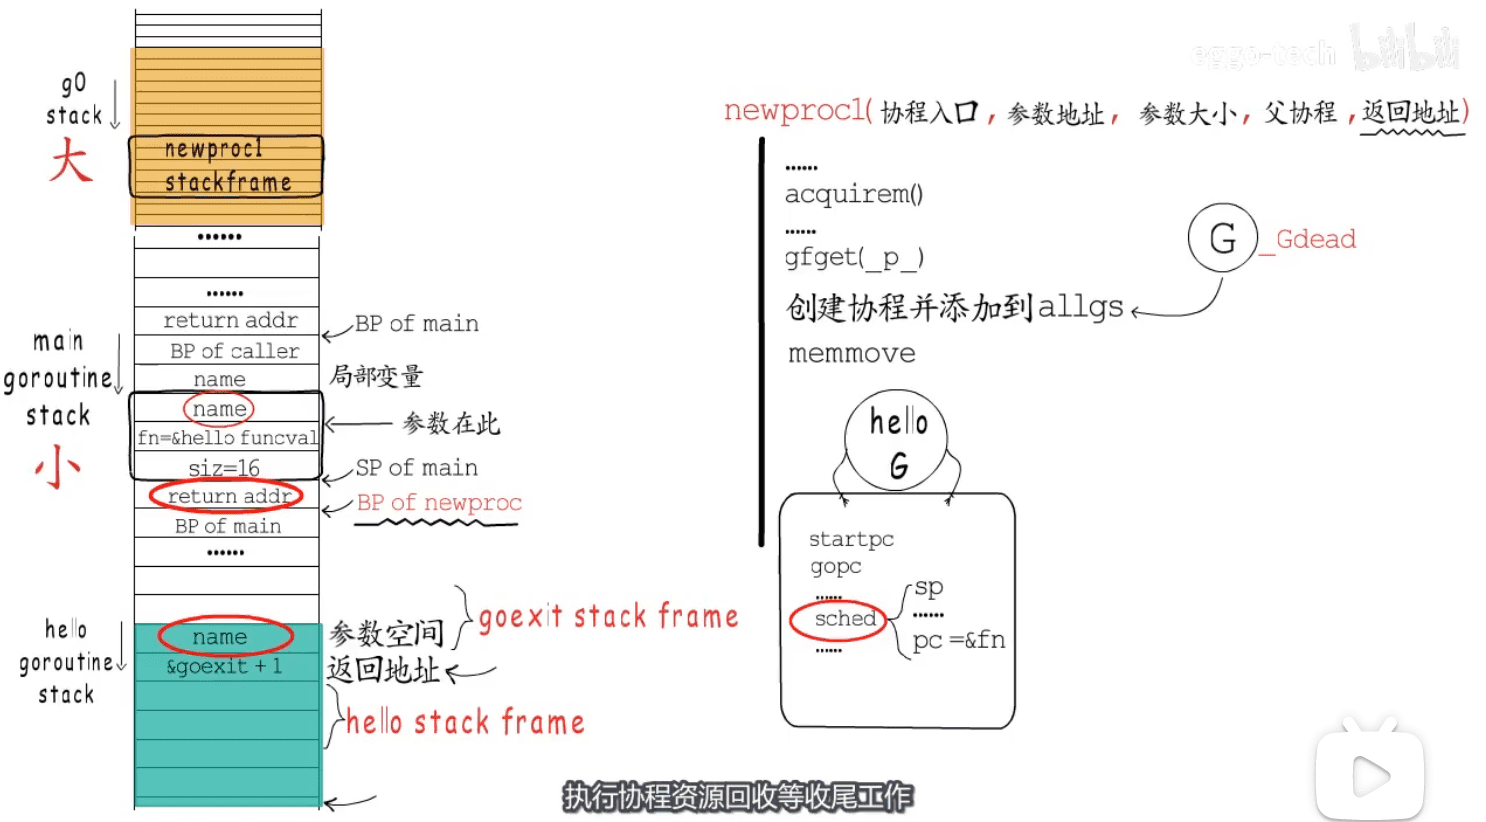 eggo-tech bilibili
g0
stack
大
newproc1
stackframe
......
......
return addr
BP of main
BP of caller
name
局部变量
main
goroutine
stack
小
name
参数在此
fn=&hello funcval
siz=16
SP of main
return addr
BP of newproc
BP of main
......
hello
goroutine
stack
name
参数空间
goexit stack frame
&goexit + 1
返回地址
hello stack frame
newproc1(协程入口, 参数地址, 参数大小, 父协程, 返回地址)
......
acquirem()
......
gfget(_p_)
G _Gdead
创建协程并添加到allgs
memmove
hello
G
startpc
gopc
......
sched
......
sp
......
pc =&fn
执行协程资源回收等收尾工作